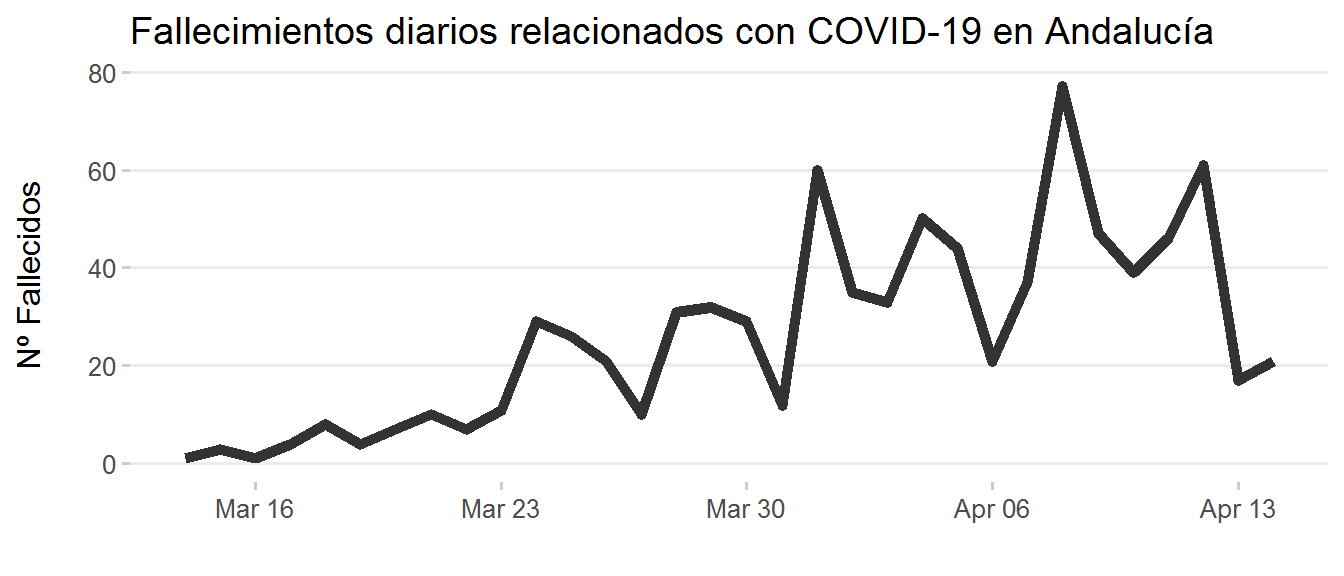 Fallecimientos diarios relacionados con COVID-19 en Andalucía
Nº Fallecidos
80
60
40
20
0
Mar 16 Mar 23 Mar 30 Apr 06 Apr 13